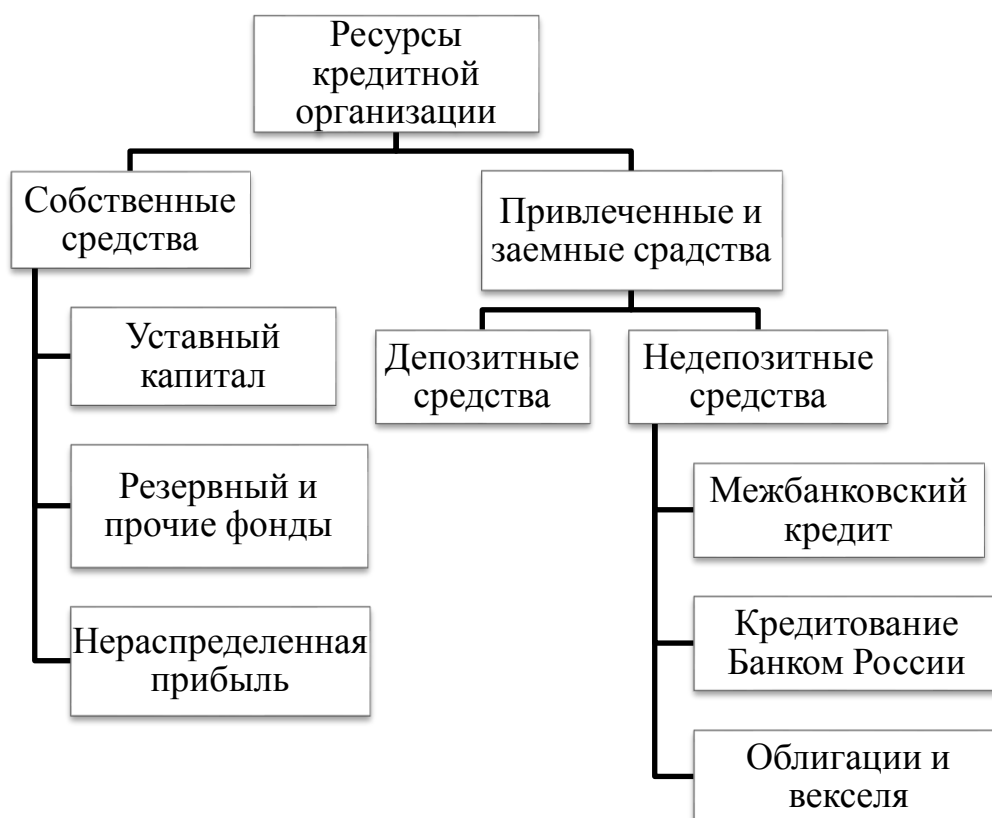 Ресурсы
кредитной
организации
Собственные
средства
Привлеченные и
заемные срадства
Уставный
капитал
Депозитные
средства
Недепозитные
средства
Резервный и
прочие фонды
Межбанковский
кредит
Нераспределенная
прибыль
Кредитование
Банком России
Облигации и
векселя